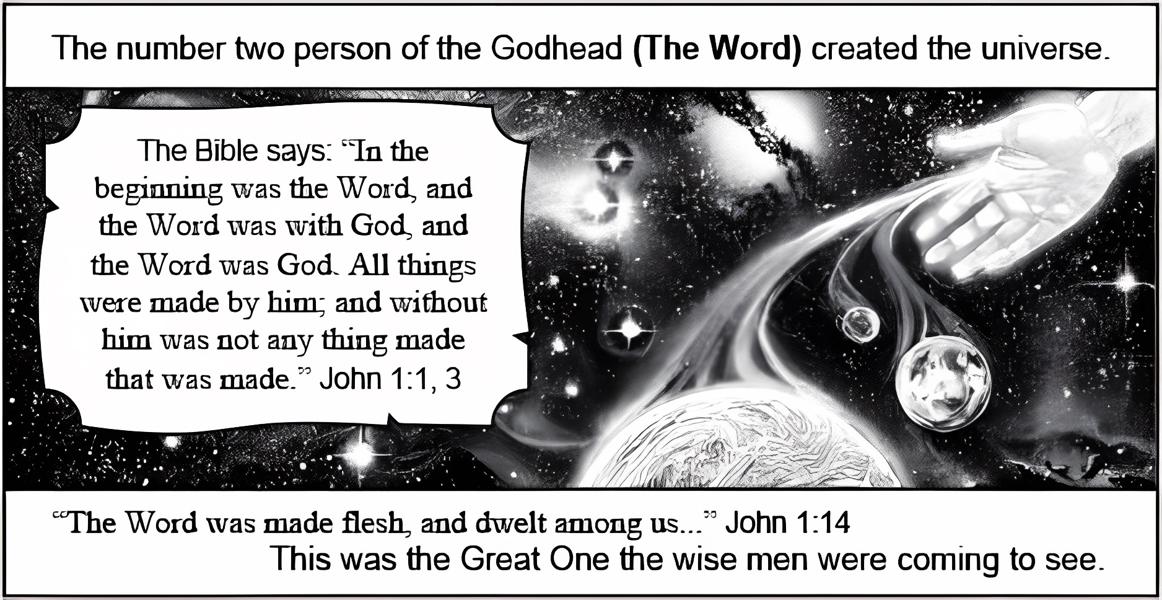 The number two person of the Godhead (The Word) created the universe.
The Bible says: “In the
beginning was the Word, and
the Word was with God, and
the Word was God. All things
were made by him; and without
him was not any thing made
that was made.” John 1:1, 3
“The Word was made flesh, and dwelt among us...” John 1:14
This was the Great One the wise men were coming to see.